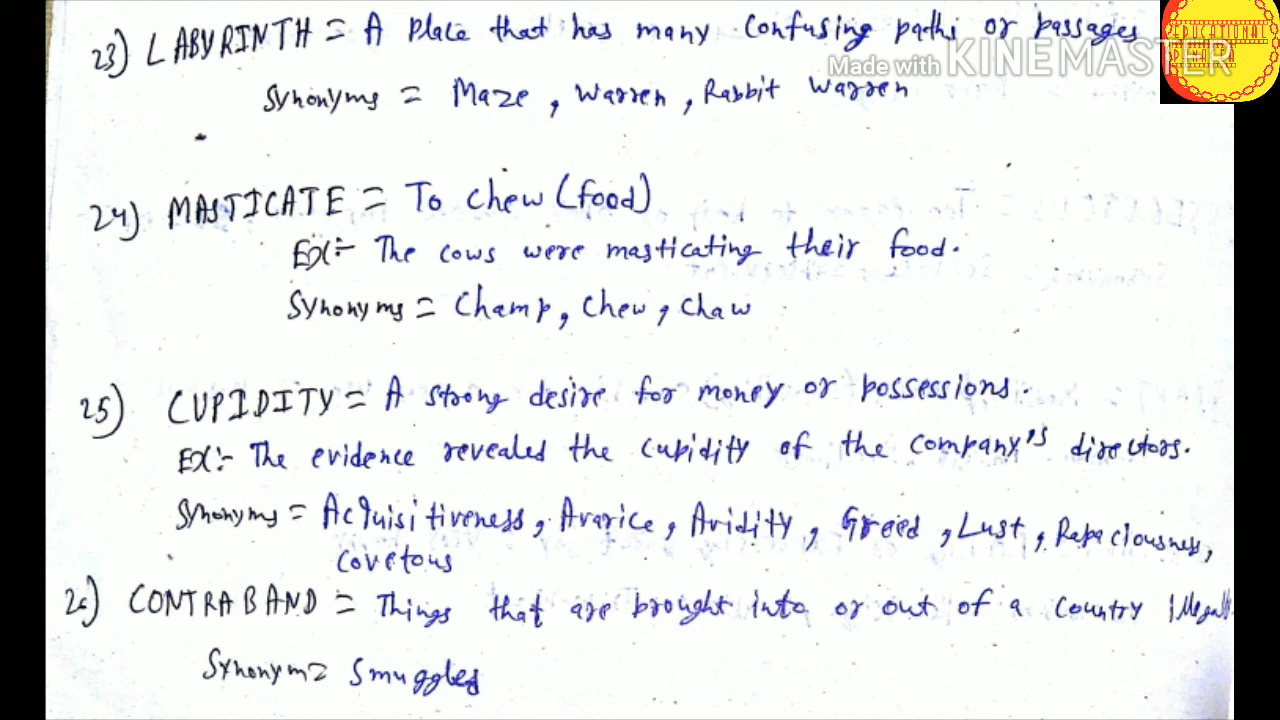 23) LABYRINTH = A place that has many confusing paths or passages
Made with KINEMASTER
EDUCATIONAL
Synonyms = Maze, Warren, Rabbit Warren
24) MASTICATE = To chew (food)
EX:- The cows were masticating their food.
Synonyms = Champ, Chew, Chaw
25) CUPIDITY = A strong desire for money or possessions.
EX:- The evidence revealed the cupidity of the company's directors.
Synonyms = Acquisitiveness, Avarice, Avidity, Greed, Lust, Rapaciousness,
covetous
26) CONTRABAND = Things that are brought into or out of a country illegall
Synonym = Smuggled